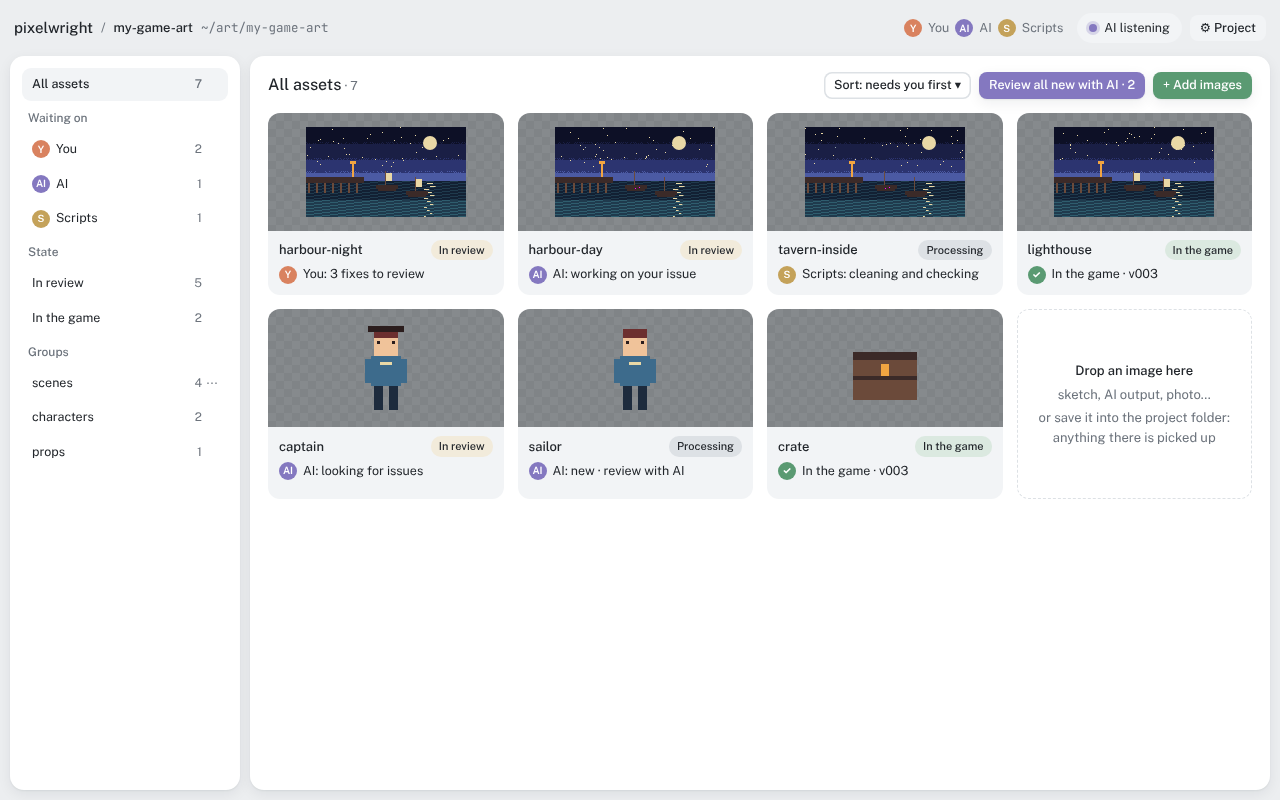 pixelwright / my-game-art ~/art/my-game-art
Y You AI AI S Scripts
AI listening
⚙ Project
All assets 7
Waiting on
Y You 2
AI AI 1
S Scripts 1
State
In review 5
In the game 2
Groups
scenes 4 ···
characters 2
props 1
All assets · 7
Sort: needs you first ▾
Review all new with AI · 2
+ Add images
harbour-night In review
Y You: 3 fixes to review
harbour-day In review
AI AI: working on your issue
tavern-inside Processing
S Scripts: cleaning and checking
lighthouse In the game
✓ In the game · v003
captain In review
AI AI: looking for issues
sailor Processing
AI AI: new · review with AI
crate In the game
✓ In the game · v003
Drop an image here
sketch, AI output, photo...
or save it into the project folder:
anything there is picked up